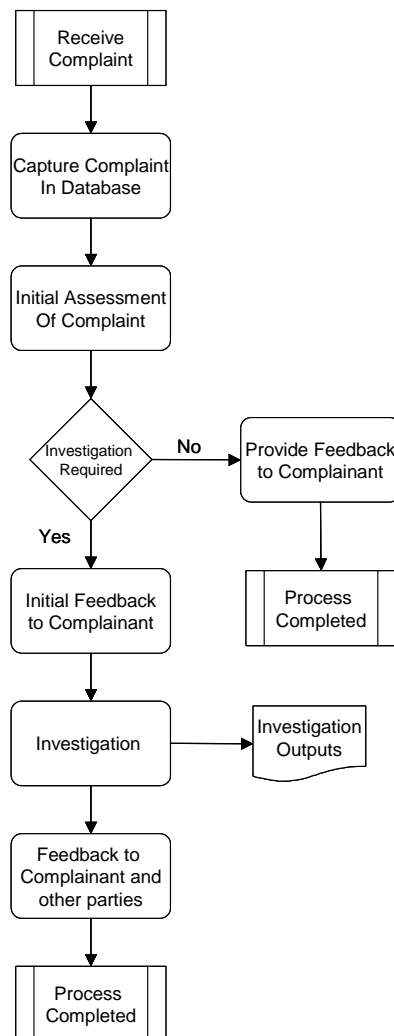 Receive
Complaint
Capture Complaint
In Database
Initial Assessment
Of Complaint
Investigation
Required
No
Provide Feedback
to Complainant
Yes
Process
Completed
Initial Feedback
to Complainant
Investigation
Investigation
Outputs
Feedback to
Complainant and
other parties
Process
Completed